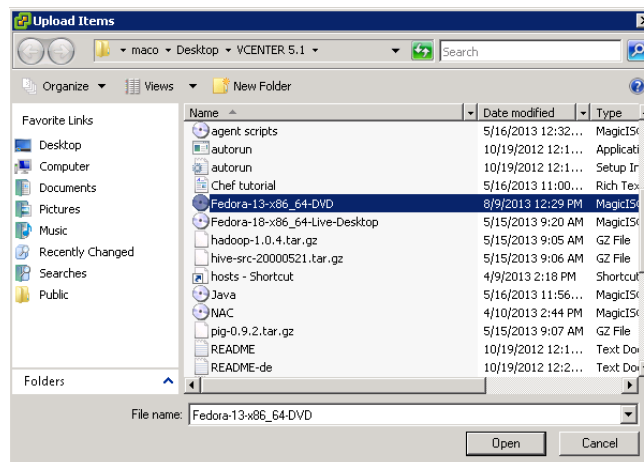 Upload Items
maco Desktop VCENTER 5.1 Search
Organize Views New Folder
Favorite Links
Desktop
Computer
Documents
Pictures
Music
Recently Changed
Searches
Public
Folders
Name Date modified Type
agent scripts 5/16/2013 12:32... MagicIS
autorun 10/19/2012 12:1... Applicati
autorun 10/19/2012 12:1... Setup In
Chef tutorial 5/16/2013 11:00... Rich Tex
Fedora-13-x86_64-DVD 8/9/2013 12:29 PM MagicIS
Fedora-18-x86_64-Live-Desktop 5/15/2013 9:20 AM MagicIS
hadoop-1.0.4.tar.gz 5/15/2013 9:05 AM GZ File
hive-src-20000521.tar.gz 5/15/2013 9:06 AM GZ File
hosts - Shortcut 4/9/2013 2:18 PM Shortcut
Java 5/16/2013 11:56... MagicIS
NAC 4/10/2013 2:44 PM MagicIS
pig-0.9.2.tar.gz 5/15/2013 9:07 AM GZ File
README 10/19/2012 12:1... Text Do
README-de 10/19/2012 12:2... Text Do
File name: Fedora-13-x86_64-DVD
Open Cancel